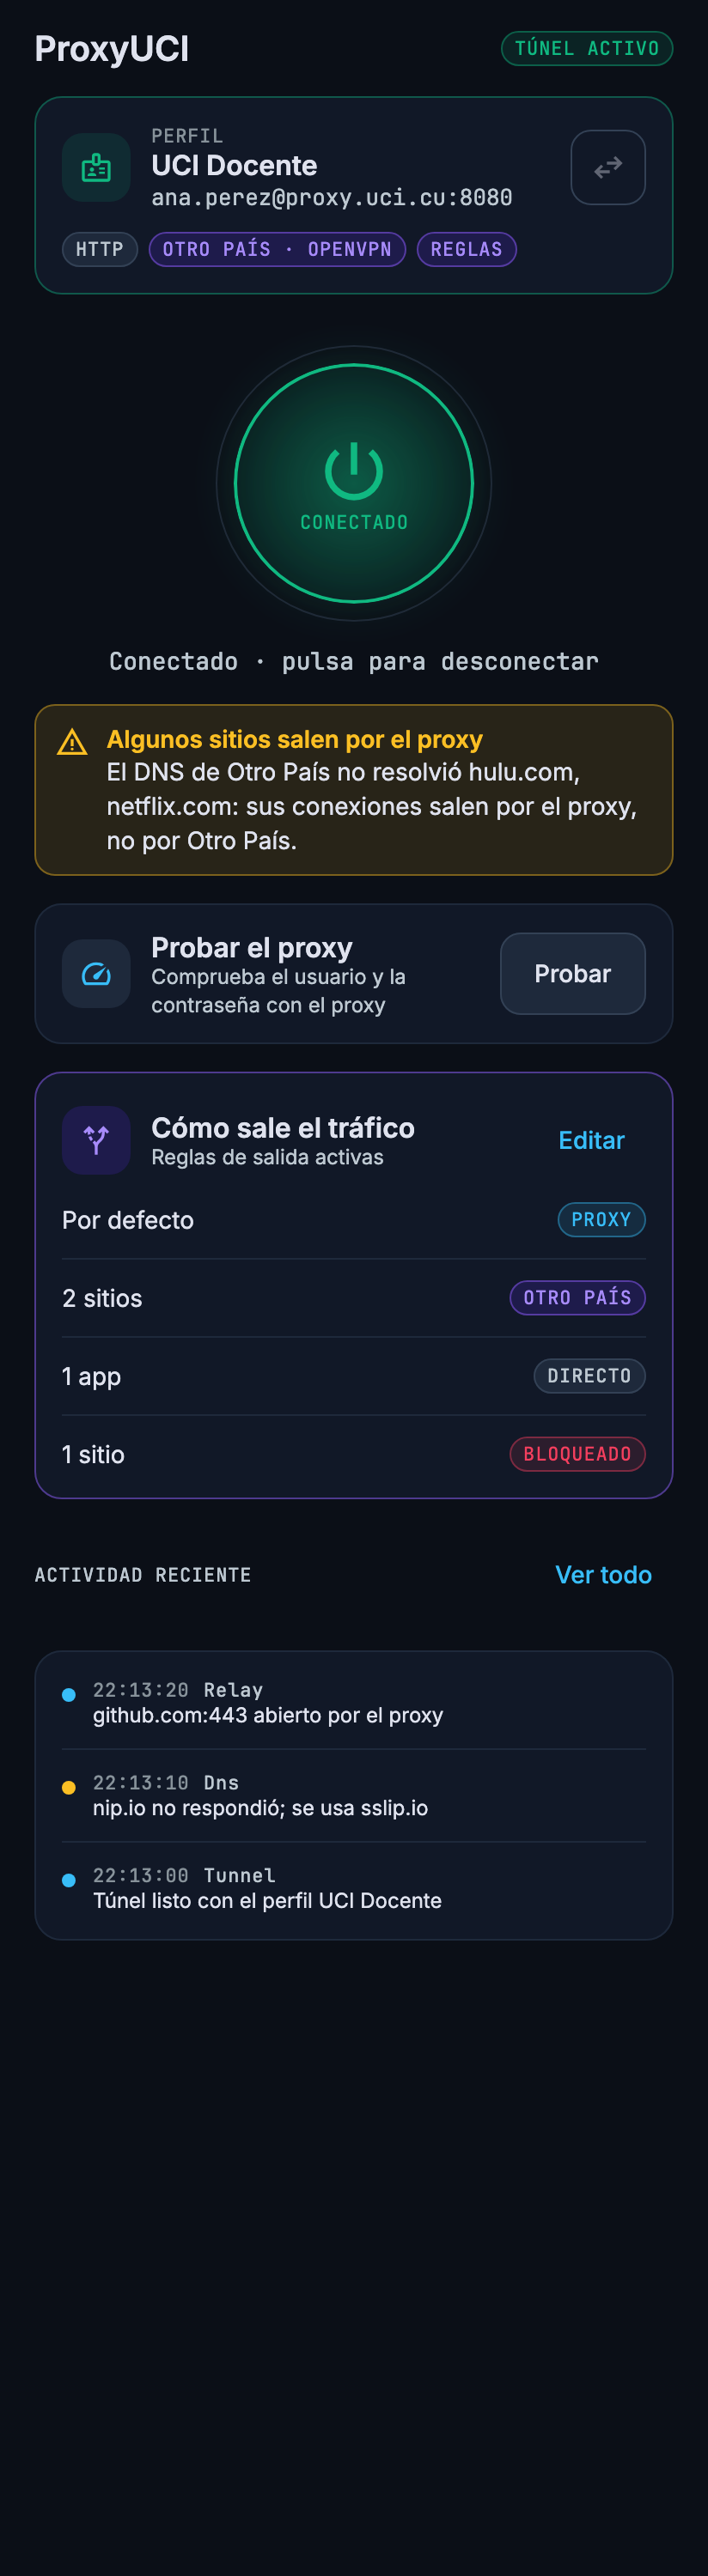 ProxyUCI
TÚNEL ACTIVO
PERFIL
UCI Docente
ana.perez@proxy.uci.cu:8080
HTTP
OTRO PAÍS · OPENVPN
REGLAS
CONECTADO
Conectado · pulsa para desconectar
Algunos sitios salen por el proxy
El DNS de Otro País no resolvió hulu.com,
netflix.com: sus conexiones salen por el proxy,
no por Otro País.
Probar el proxy
Comprueba el usuario y la
contraseña con el proxy
Probar
Cómo sale el tráfico
Reglas de salida activas
Editar
Por defecto
PROXY
2 sitios
OTRO PAÍS
1 app
DIRECTO
1 sitio
BLOQUEADO
ACTIVIDAD RECIENTE
Ver todo
22:13:20 Relay
github.com:443 abierto por el proxy
22:13:10 Dns
nip.io no respondió; se usa sslip.io
22:13:00 Tunnel
Túnel listo con el perfil UCI Docente